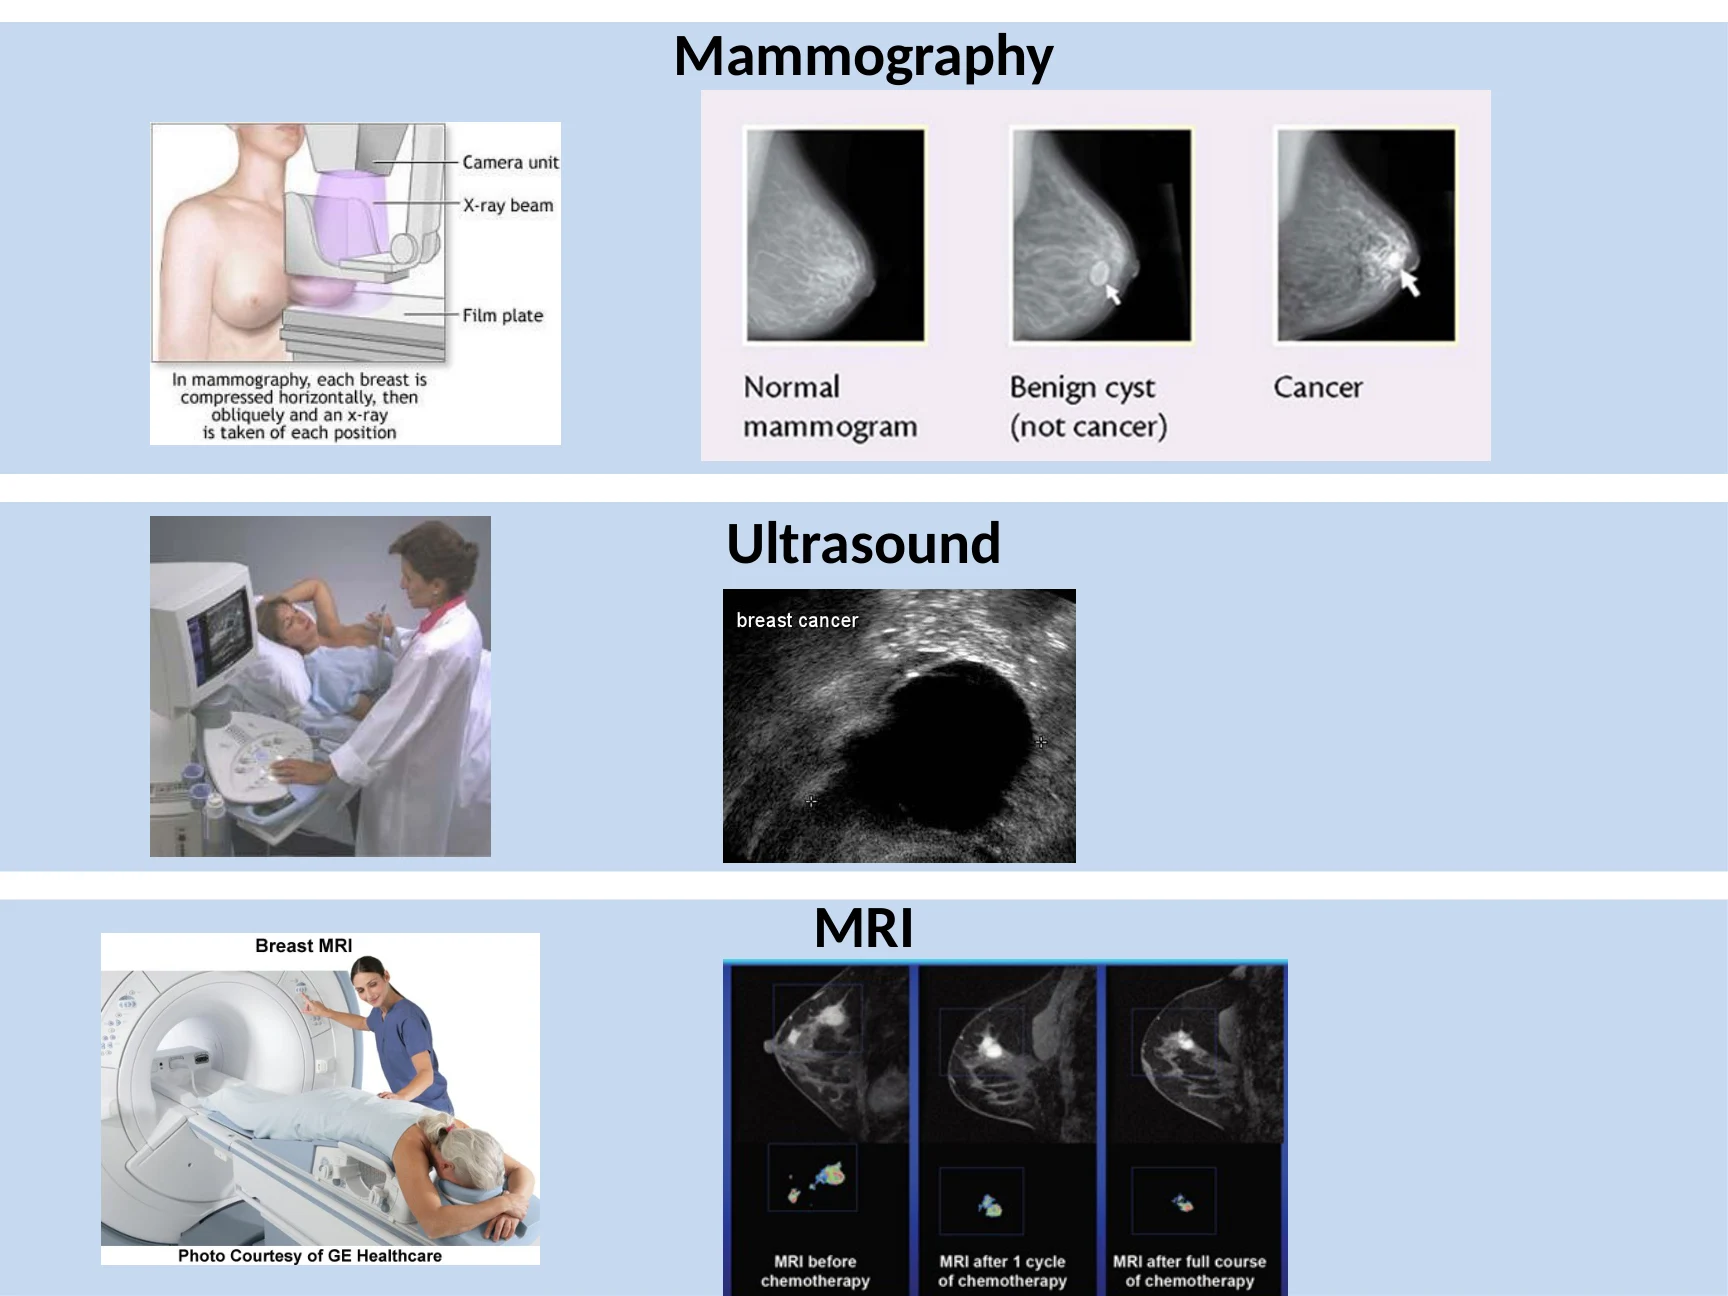 Mammography
Camera unit
X-ray beam
Film plate
In mammography, each breast is
compressed horizontally, then
obliquely and an x-ray
is taken of each position
Normal
mammogram
Benign cyst
(not cancer)
Cancer
Ultrasound
breast cancer
MRI
Breast MRI
Photo Courtesy of GE Healthcare
MRI before
chemotherapy
MRI after 1 cycle
of chemotherapy
MRI after full course
of chemotherapy